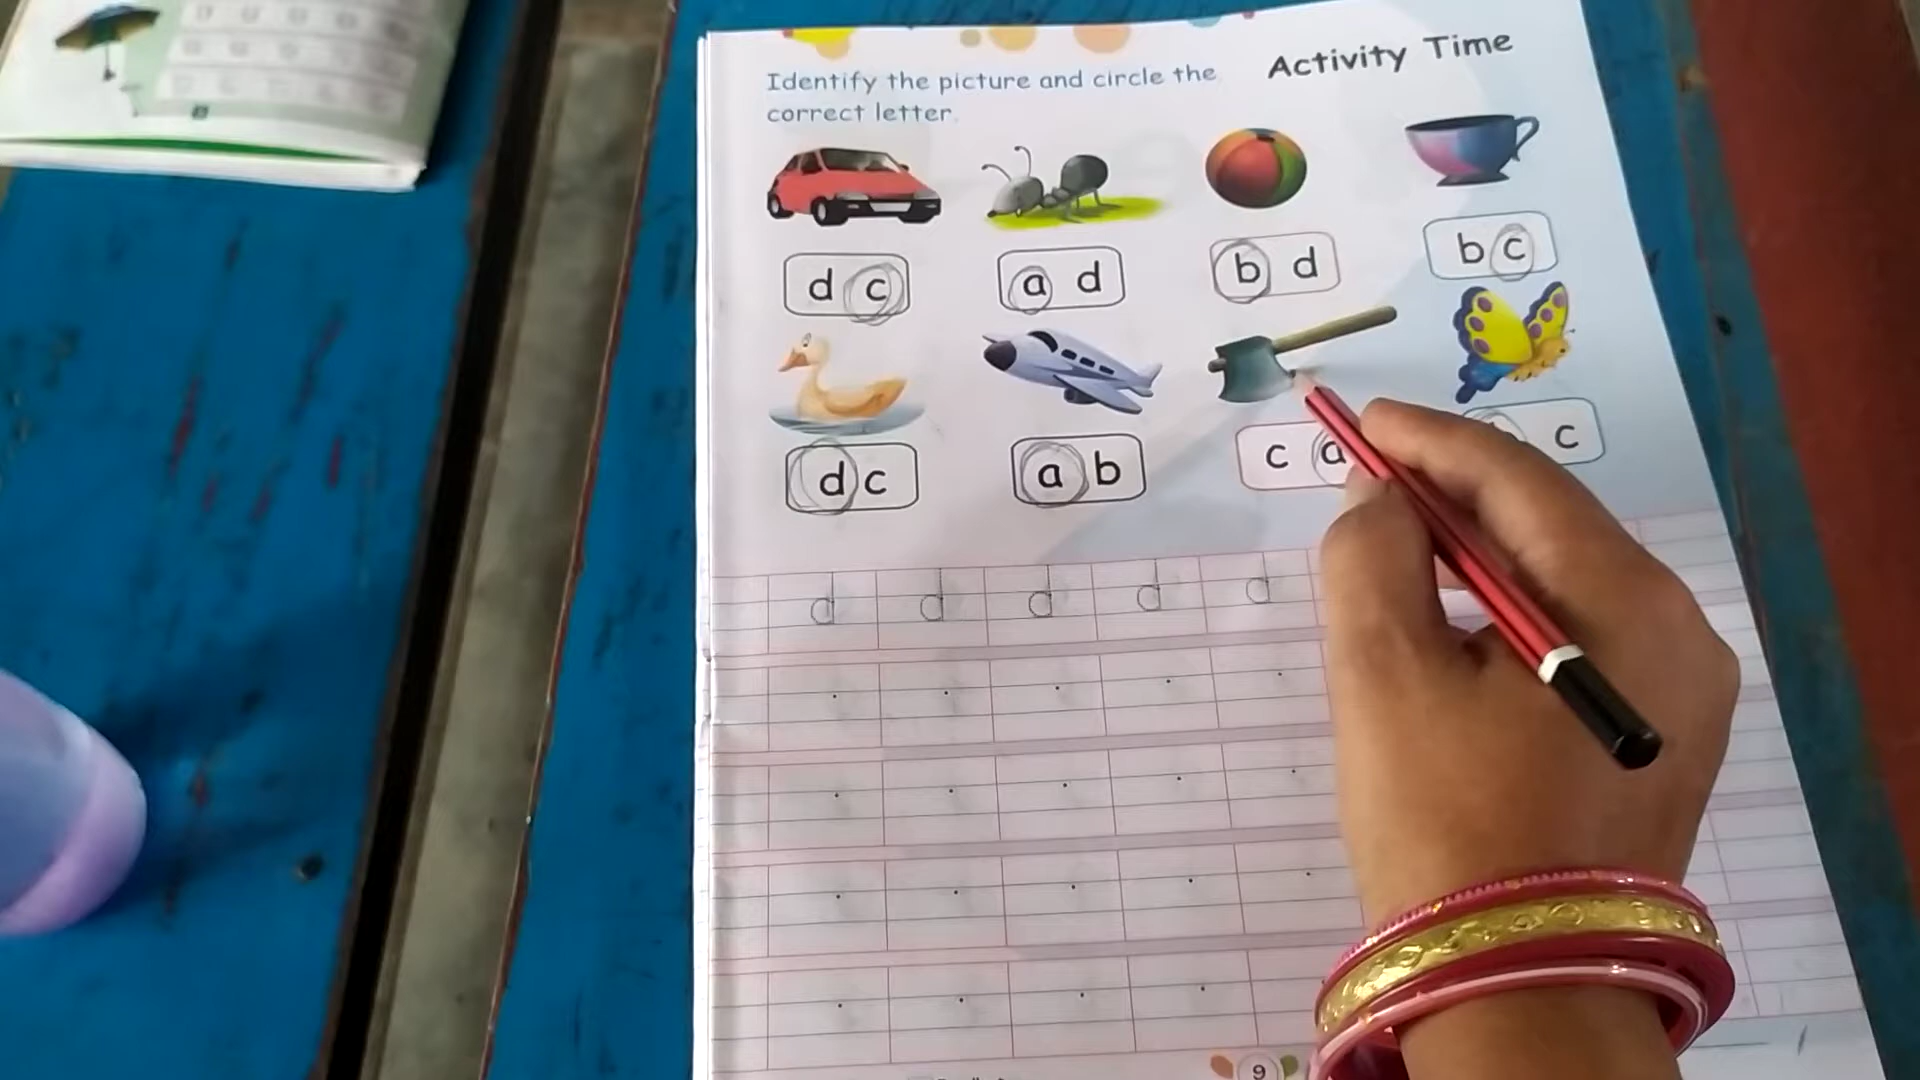 Activity Time
Identify the picture and circle the
correct letter.
d c
a d
b d
b c
d c
a b
c a
c
d d d d d
9